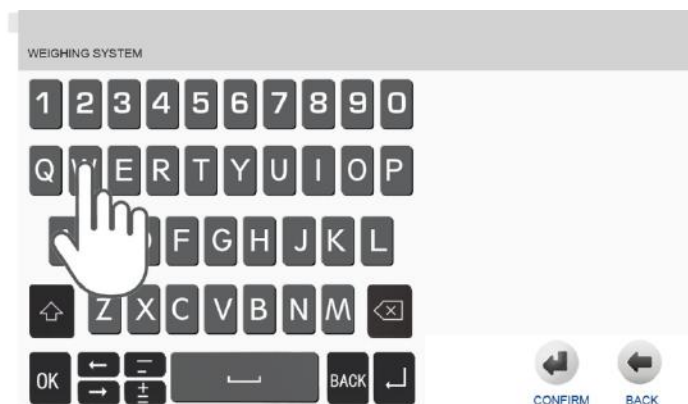 WEIGHING SYSTEM
1 2 3 4 5 6 7 8 9 0
Q W E R T Y U I O P
F G H J K L
Z X C V B N M
OK BACK
CONFIRM BACK